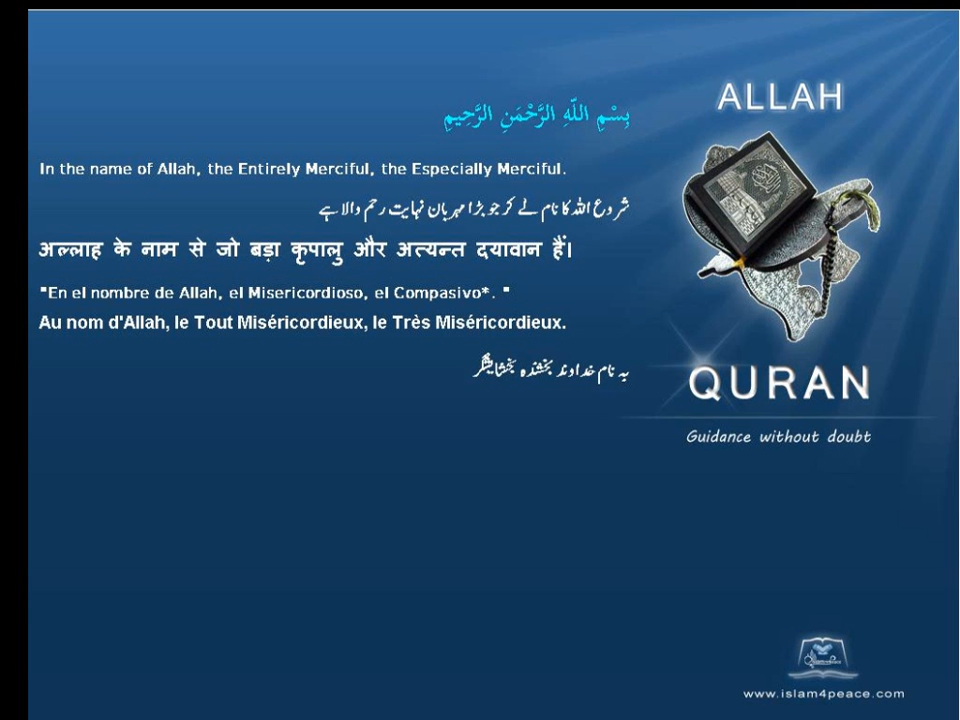 بِسْمِ اللّهِ الرَّحْمَنِ الرَّحِيمِ
In the name of Allah, the Entirely Merciful, the Especially Merciful.
شروع الله کا نام لے کر جو بڑا مہربان نہایت رحم والا ہے
अल्लाह के नाम से जो बड़ा कृपालु और अत्यन्त दयावान हैं।
"En el nombre de Allah, el Misericordioso, el Compasivo*. "
Au nom d'Allah, le Tout Miséricordieux, le Très Miséricordieux.
به نام خداوند بخشنده بخشایشگر
ALLAH
QURAN
Guidance without doubt
www.islam4peace.com